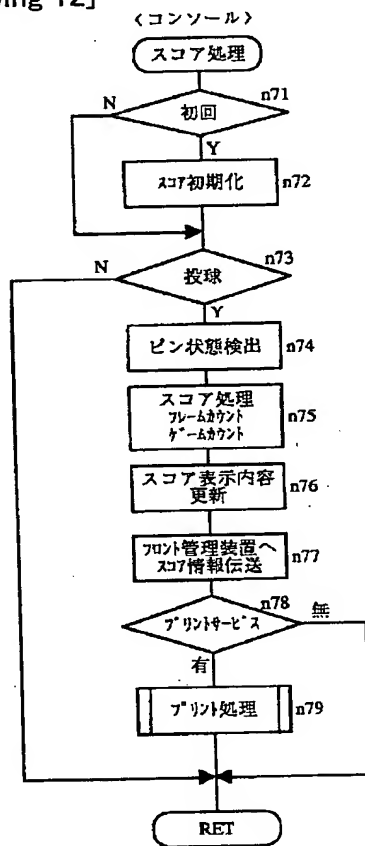 ing 12]
〈コンソール〉
スコア処理
n71
N
初回
Y
スコア初期化
n72
n73
N
投球
Y
ピン状態検出
n74
スコア処理
フレームカウント
ゲームカウント
n75
スコア表示内容
更新
n76
フロント管理装置へ
スコア情報伝送
n77
n78
プリントサービス
無
有
プリント処理
n79
RET